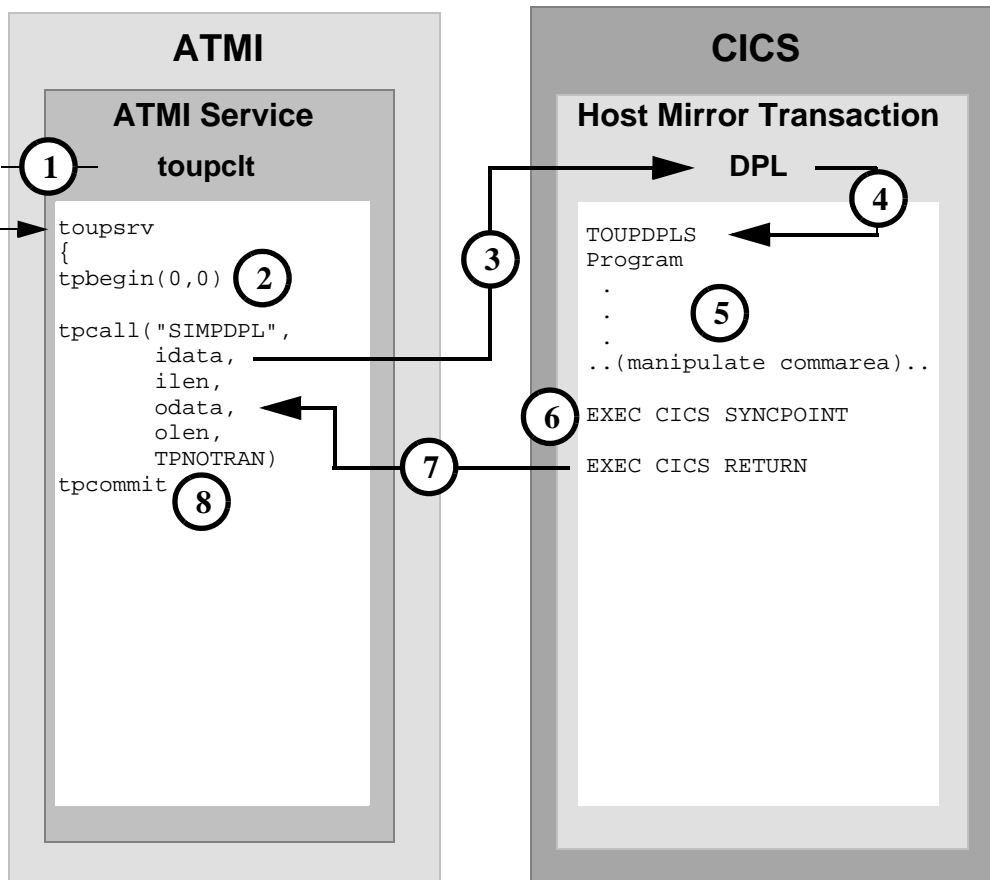 ATMI
ATMI Service
1
toupclt
toupsrv
{
tpbegin(0,0)
2
tpcall("SIMPDPL",
idata,
ilen,
odata,
olen,
TPNOTRAN)
tpcommit
8
3
7
CICS
Host Mirror Transaction
DPL
4
TOUPDPLS
Program
.
.
.
5
..(manipulate commarea)..
6
EXEC CICS SYNCPOINT
EXEC CICS RETURN